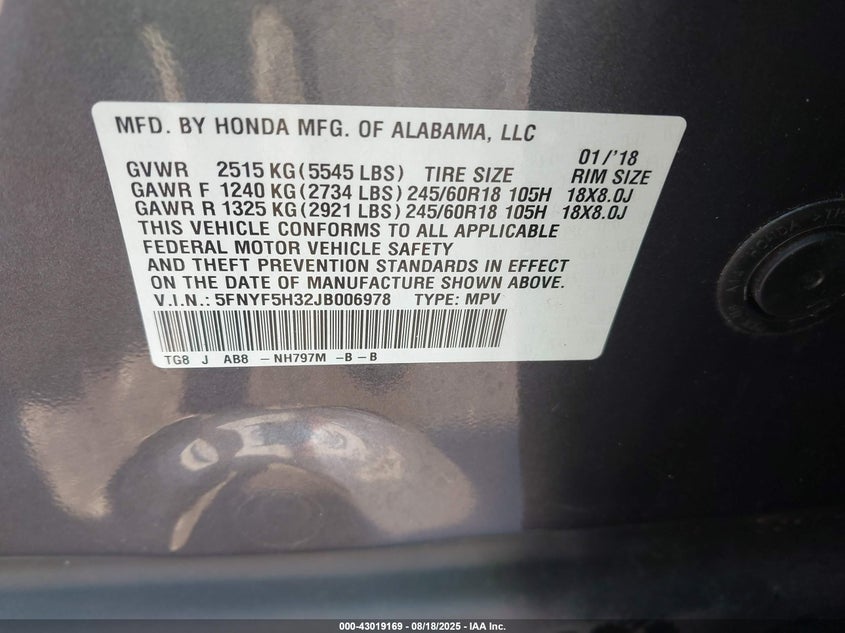 MFD. BY HONDA MFG. OF ALABAMA, LLC
01/'18
GVWR 2515 KG (5545 LBS) TIRE SIZE RIM SIZE
GAWR F 1240 KG (2734 LBS) 245/60R18 105H 18X8.0J
GAWR R 1325 KG (2921 LBS) 245/60R18 105H 18X8.0J
THIS VEHICLE CONFORMS TO ALL APPLICABLE
FEDERAL MOTOR VEHICLE SAFETY
AND THEFT PREVENTION STANDARDS IN EFFECT
ON THE DATE OF MANUFACTURE SHOWN ABOVE.
V.I.N.: 5FNYF5H32JB006978 TYPE: MPV
TG8 J AB8 – NH797M – B – B
HONDA
000-43019169 - 08/18/2025 - IAA Inc.